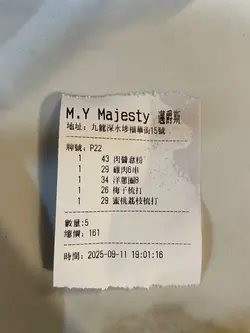 M.Y Majesty 邁爵斯
地址: 九龍深水埗福華街15號
牌號: P22
1 43 肉醬意粉
1 29 雞肉6串
1 34 洋蔥圈8
1 26 梅子梳打
1 29 蜜桃荔枝梳打
數量:5
總價: 161
時間: 2025-09-11 19:01:16